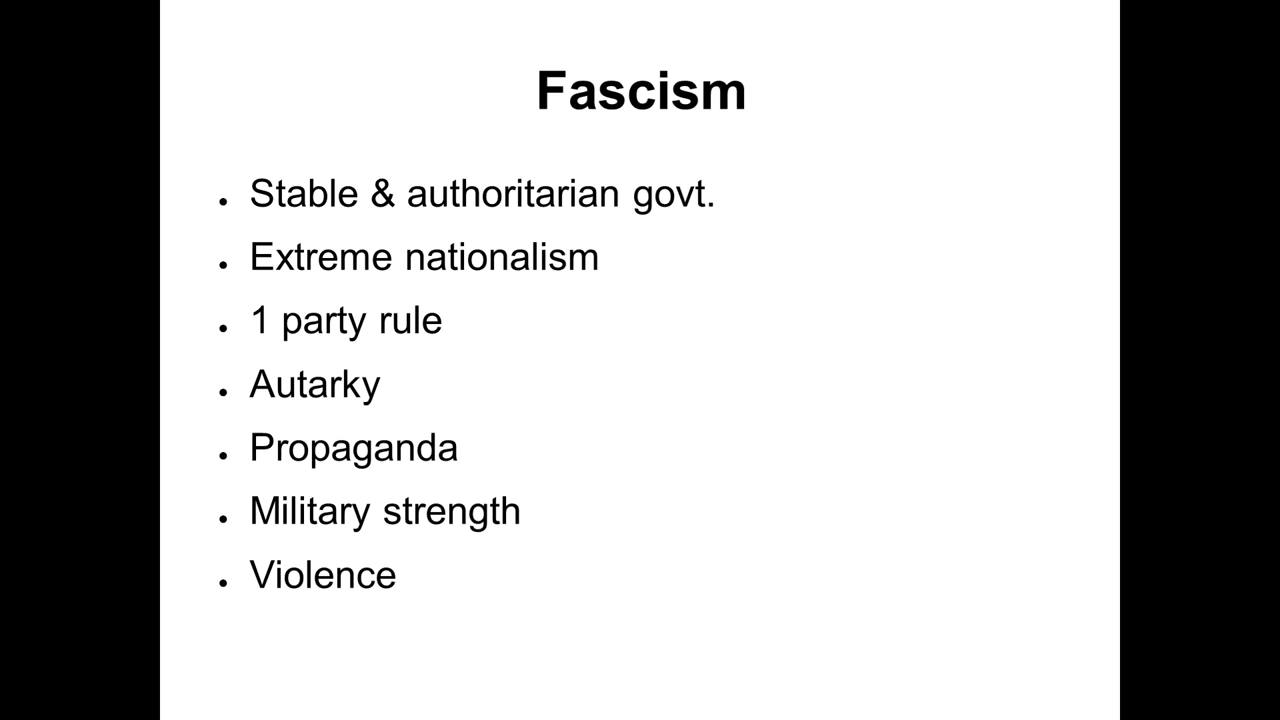 Fascism
• Stable & authoritarian govt.
• Extreme nationalism
• 1 party rule
• Autarky
• Propaganda
• Military strength
• Violence